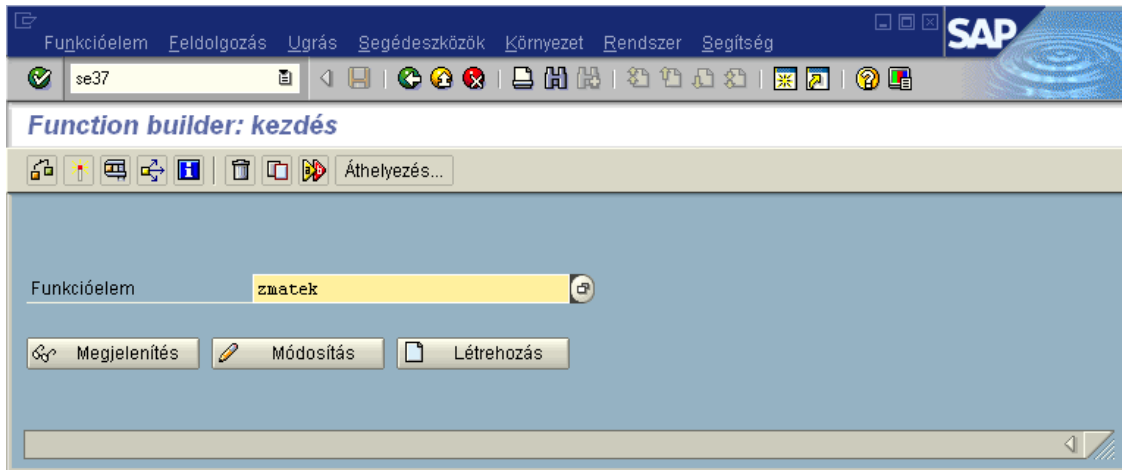 SAP
Funkcióelem Feldolgozás Ugrás Segédeszközök Környezet Rendszer Segítség
se37
Function builder: kezdés
Áthelyezés...
Funkcióelem zmatek
Megjelenítés Módosítás Létrehozás